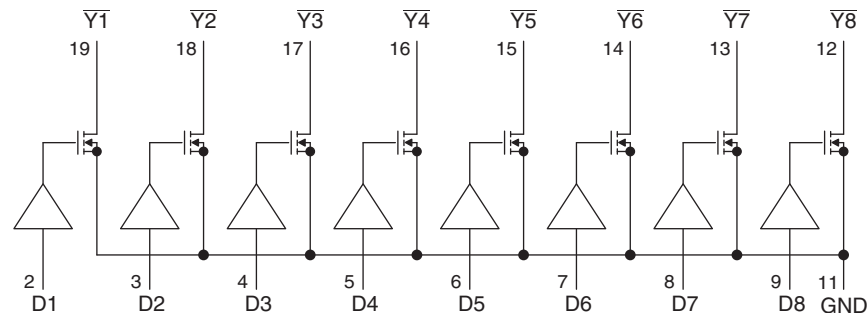 Y1 Y2 Y3 Y4 Y5 Y6 Y7 Y8
19 18 17 16 15 14 13 12
2 3 4 5 6 7 8 9 11
D1 D2 D3 D4 D5 D6 D7 D8 GND